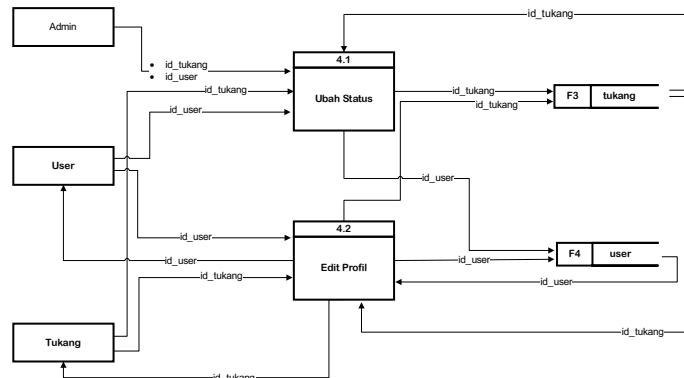 id_tukang
Admin
4.1
• id_tukang
• id_user
id_tukang
Ubah Status
id_tukang
id_tukang
F3 tukang
id_user
User
id_user
id_user
4.2
id_user
id_user
Edit Profil
id_user
F4 user
id_tukang
id_user
id_tukang
Tukang
id_tukang